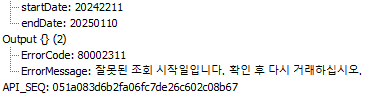 startDate: 20242211
endDate: 20250110
Output {} (2)
ErrorCode: 80002311
ErrorMessage: 잘못된 조회 시작일입니다. 확인 후 다시 거래하십시오.
API_SEQ: 051a083d6b2fa06fc7de26c602c08b67